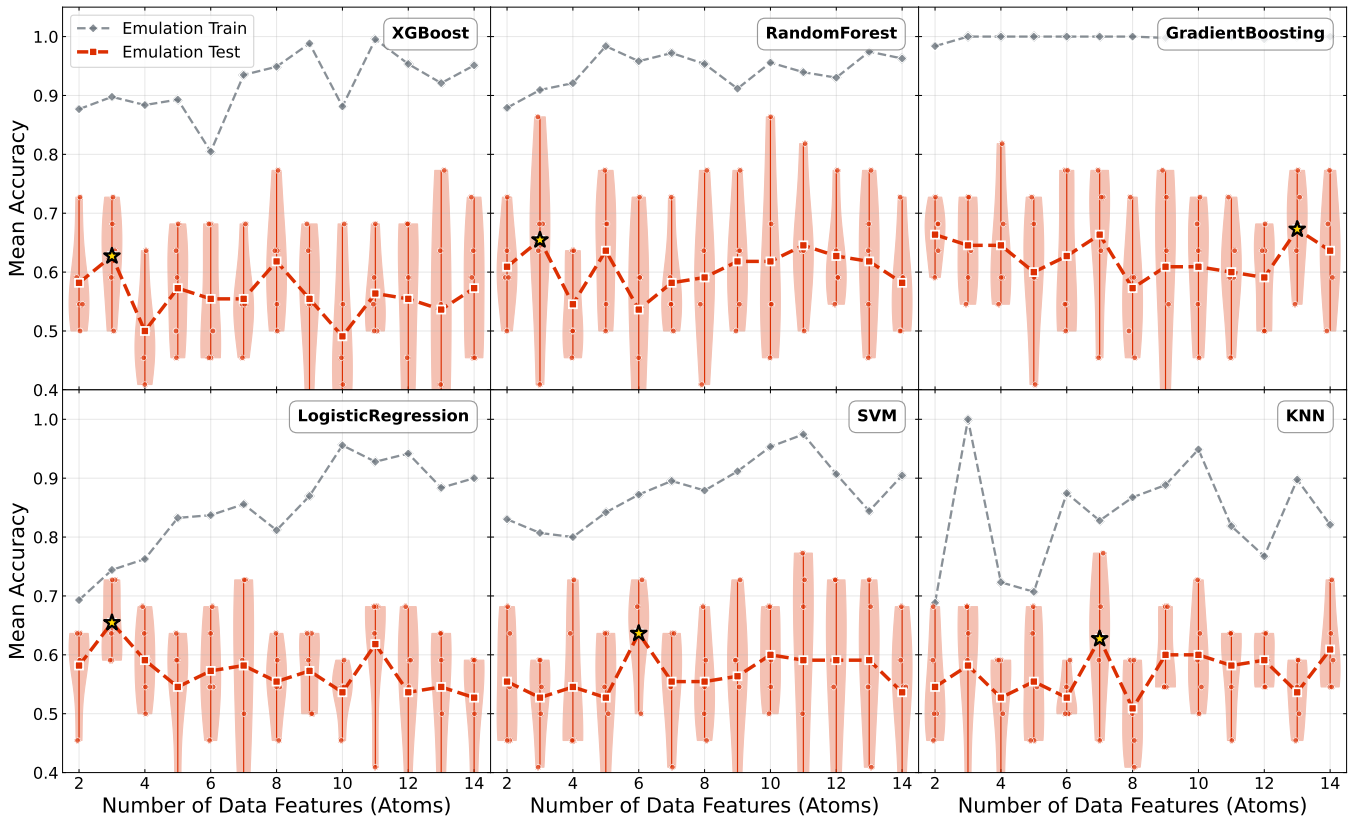 Emulation Train
Emulation Test
XGBoost
RandomForest
GradientBoosting
1.0
0.9
0.8
0.7
0.6
0.5
0.4
Mean Accuracy
LogisticRegression
SVM
KNN
1.0
0.9
0.8
0.7
0.6
0.5
0.4
Mean Accuracy
2 4 6 8 10 12 14
2 4 6 8 10 12 14
2 4 6 8 10 12 14
Number of Data Features (Atoms)
Number of Data Features (Atoms)
Number of Data Features (Atoms)